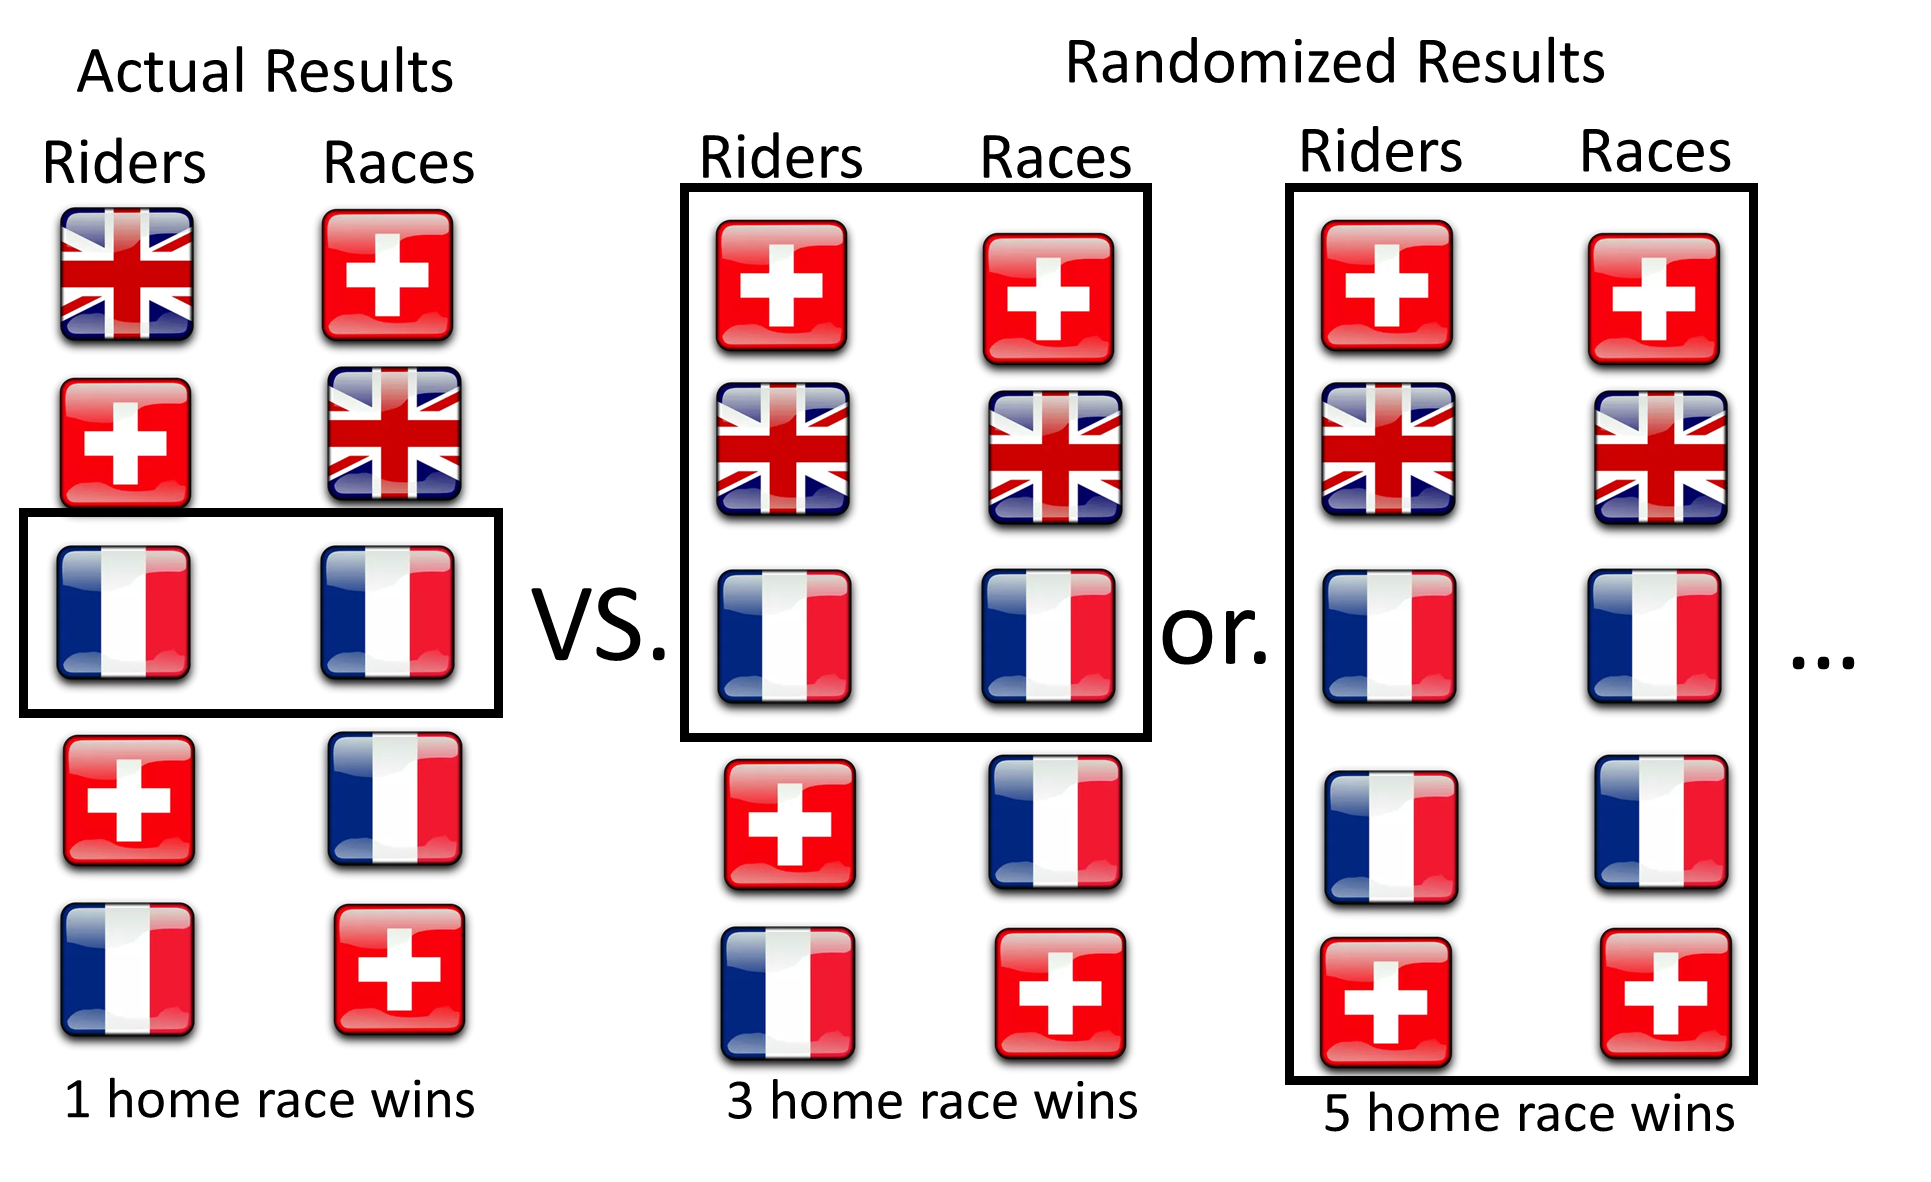 Actual Results
Randomized Results
Riders Races
Riders Races
Riders Races
VS.
or.
...
1 home race wins
3 home race wins
5 home race wins